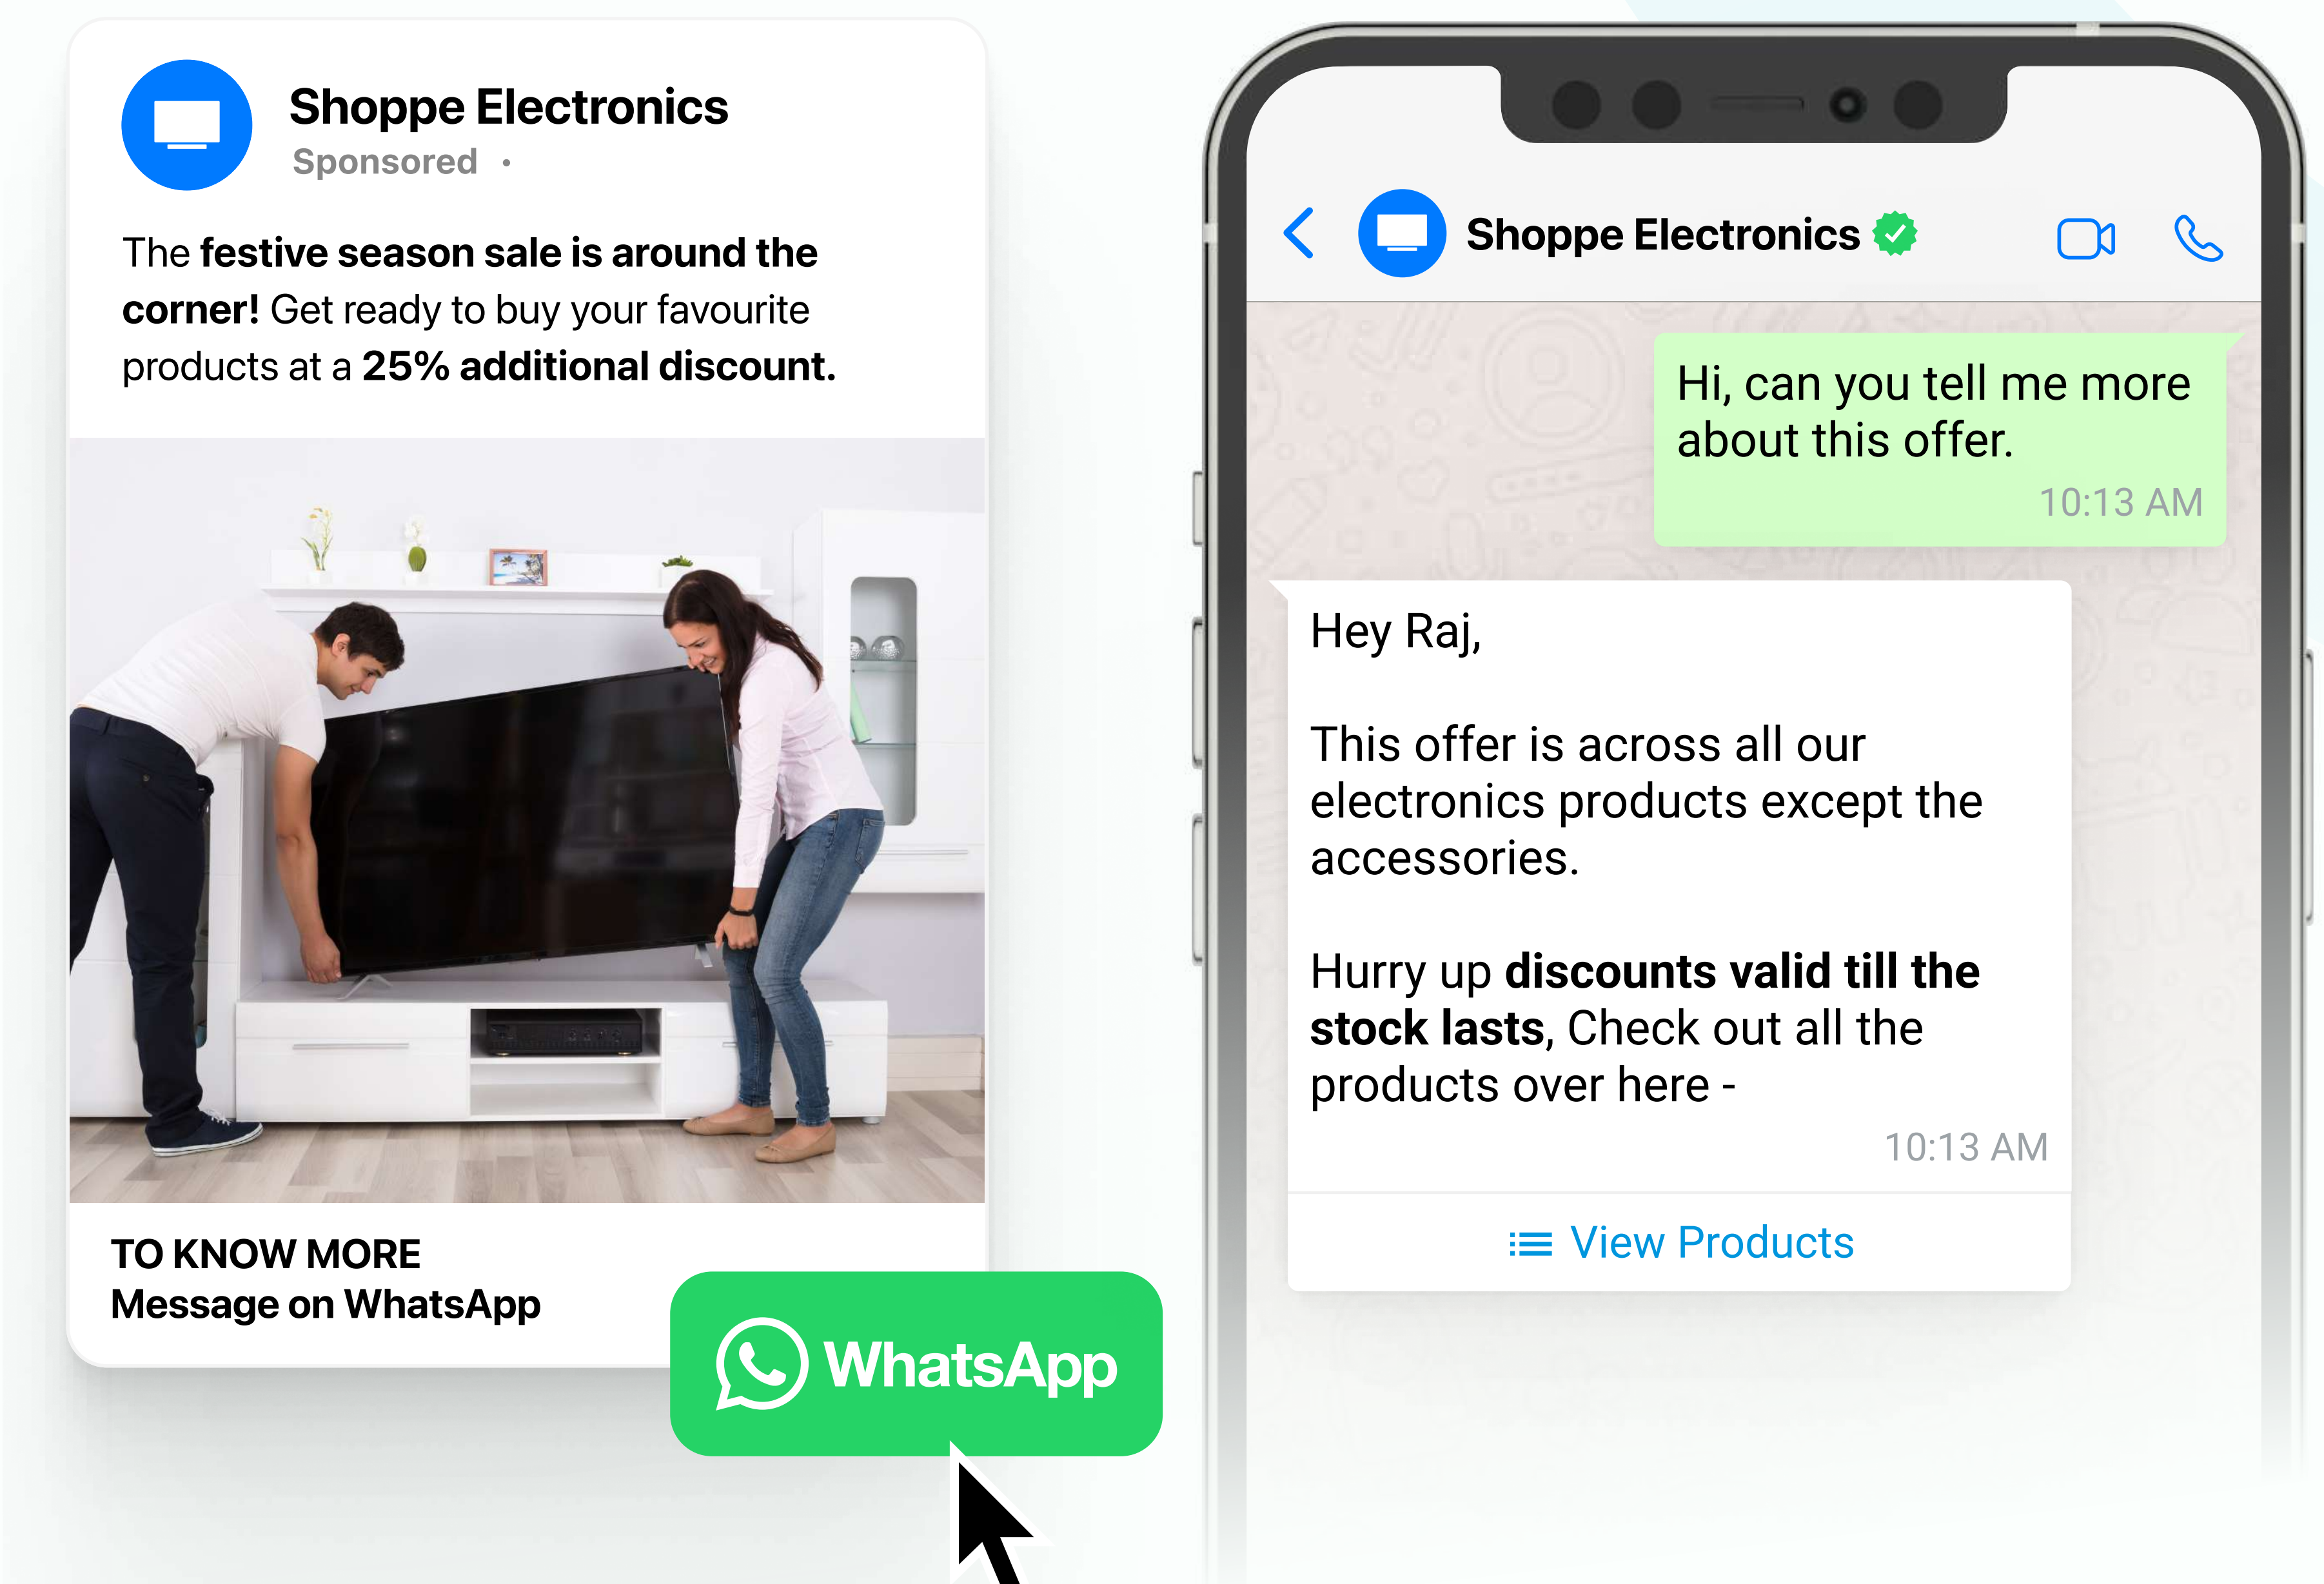 Shoppe Electronics
Sponsored •
The festive season sale is around the
corner! Get ready to buy your favourite
products at a 25% additional discount.
TO KNOW MORE
Message on WhatsApp
WhatsApp
Shoppe Electronics
Hi, can you tell me more
about this offer.
10:13 AM
Hey Raj,
This offer is across all our
electronics products except the
accessories.
Hurry up discounts valid till the
stock lasts, Check out all the
products over here -
10:13 AM
View Products